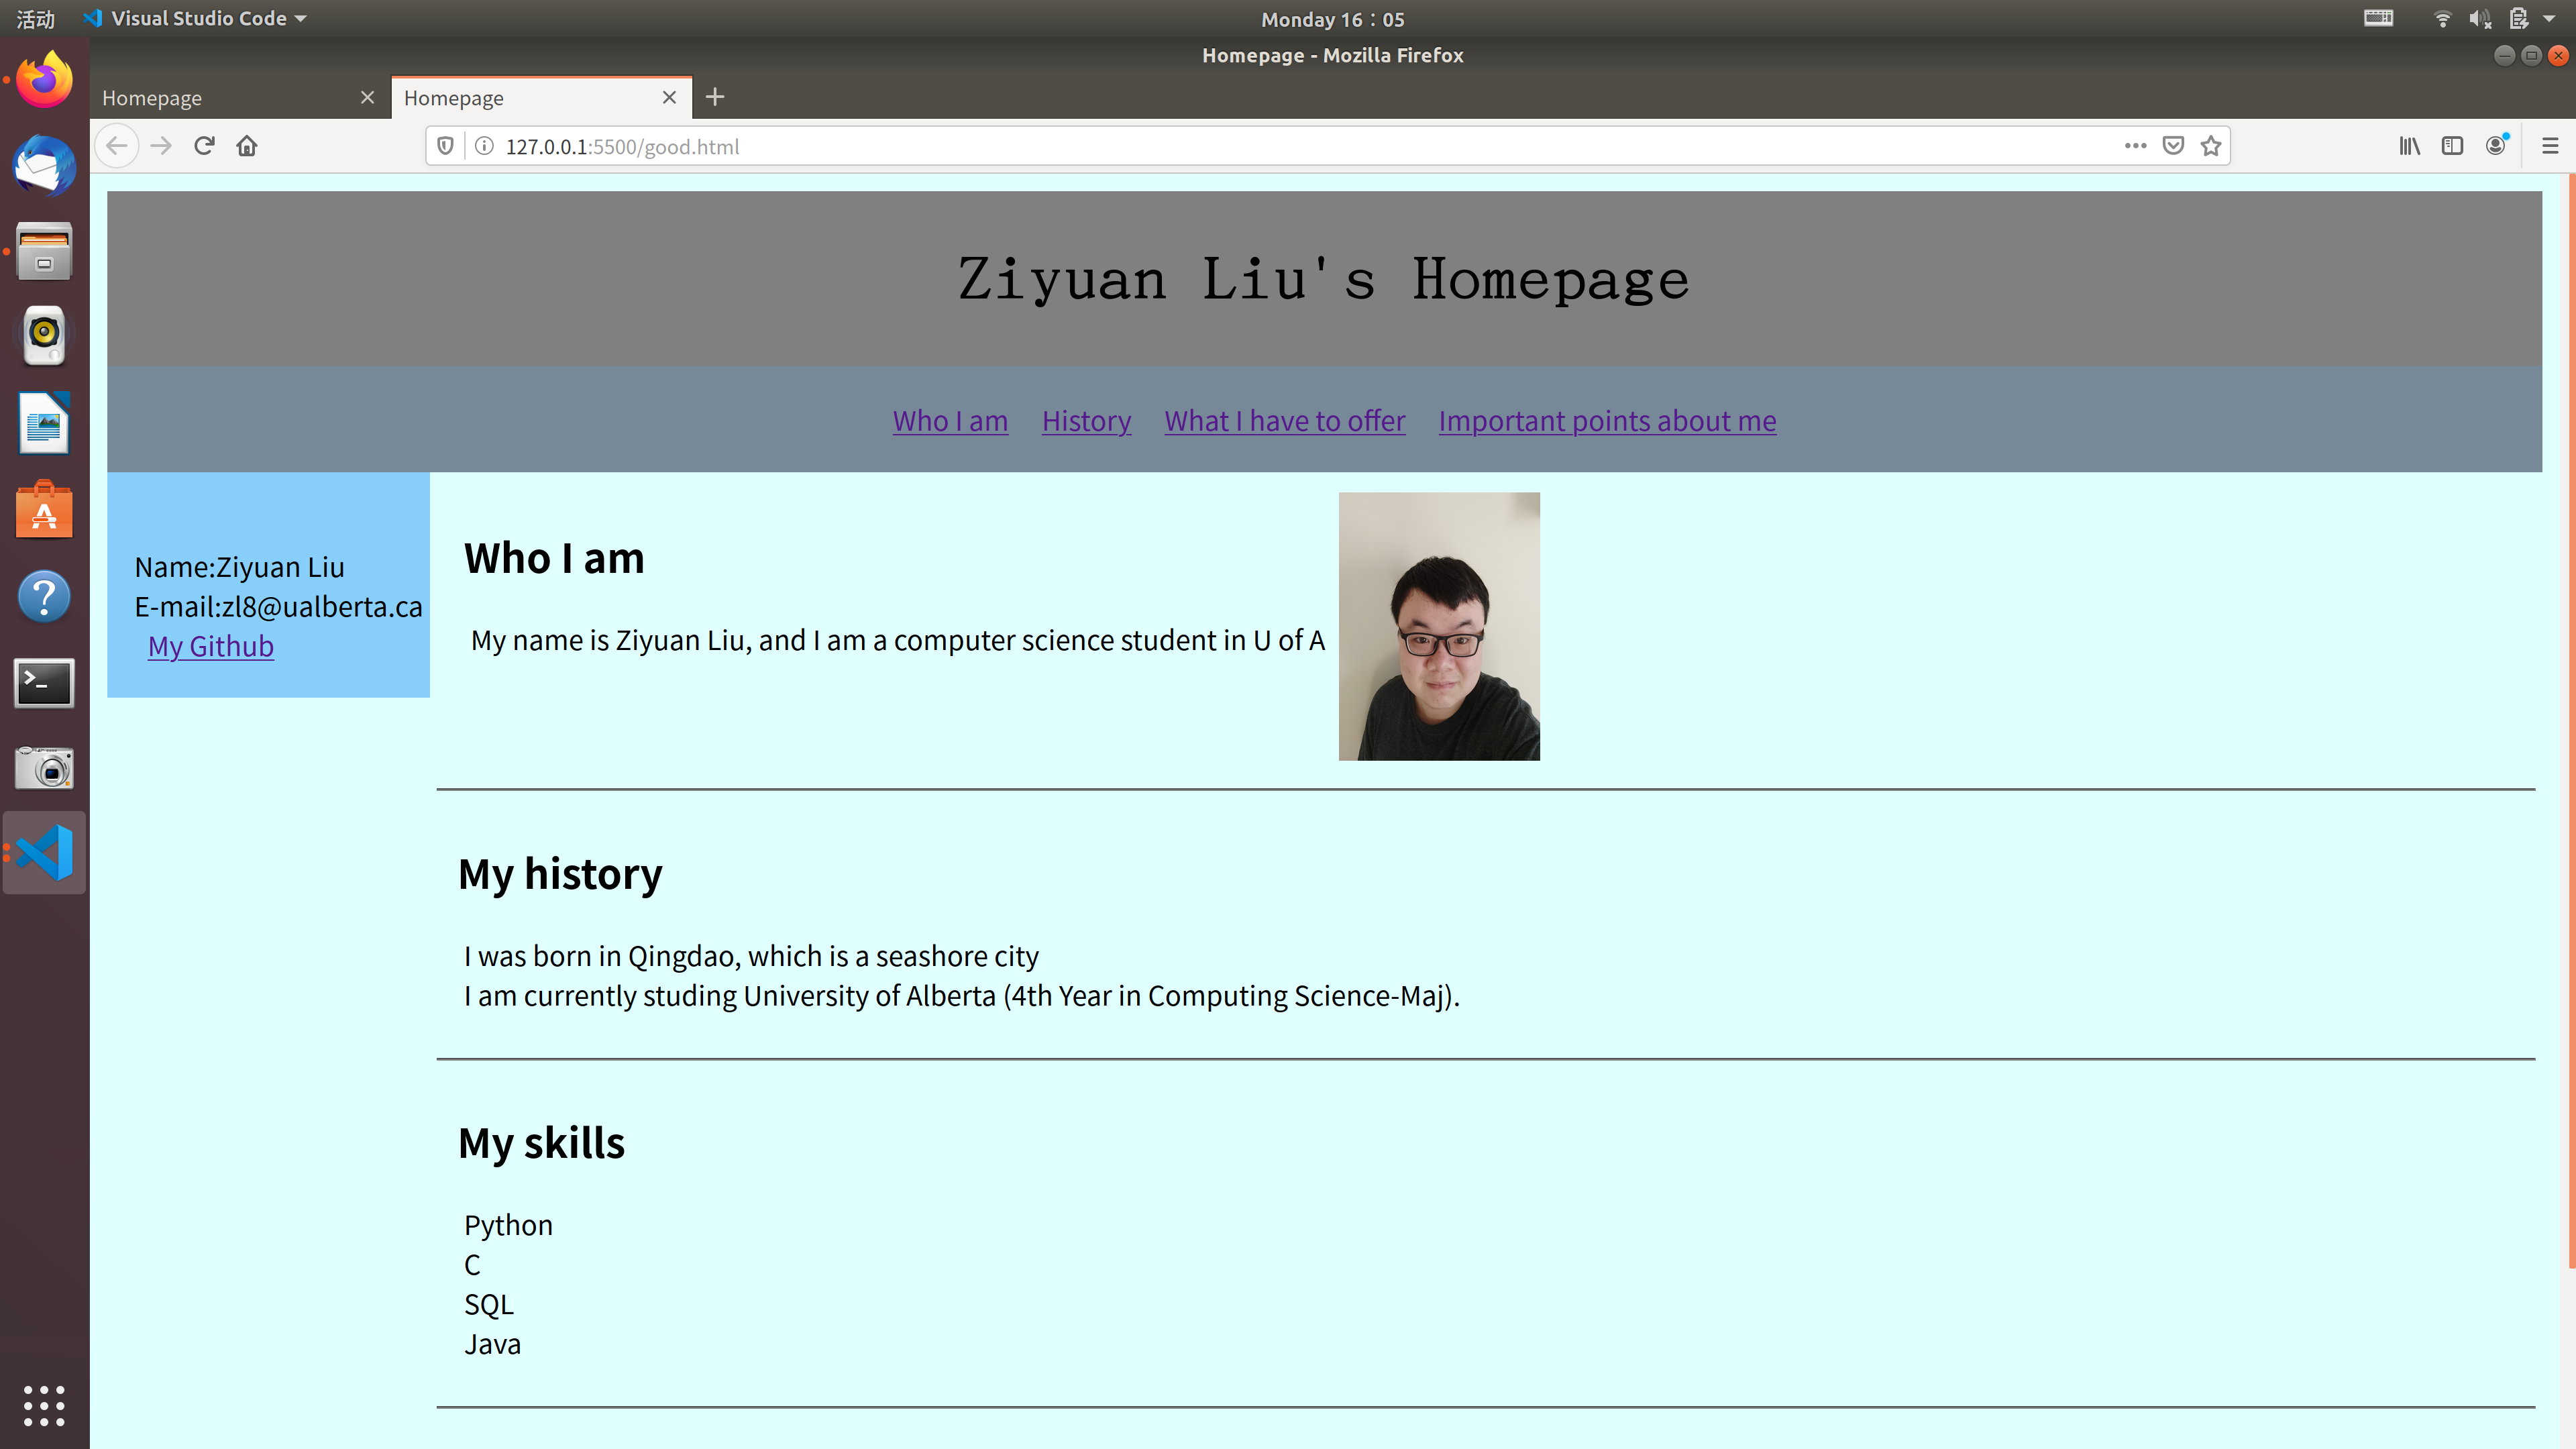 活动 Visual Studio Code Monday 16：05
Homepage - Mozilla Firefox
Homepage Homepage
127.0.0.1:5500/good.html
Ziyuan Liu's Homepage
Who I am History What I have to offer Important points about me
Name:Ziyuan Liu
E-mail:zl8@ualberta.ca
My Github
Who I am
My name is Ziyuan Liu, and I am a computer science student in U of A
My history
I was born in Qingdao, which is a seashore city
I am currently studing University of Alberta (4th Year in Computing Science-Maj).
My skills
Python
C
SQL
Java